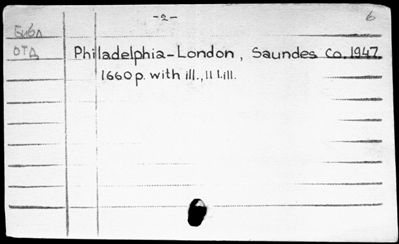 -2-
6
Библ
ОТД
Philadelphia-London, Saundes Co. 1947.
1660 p. with ill., 11 l. ill.